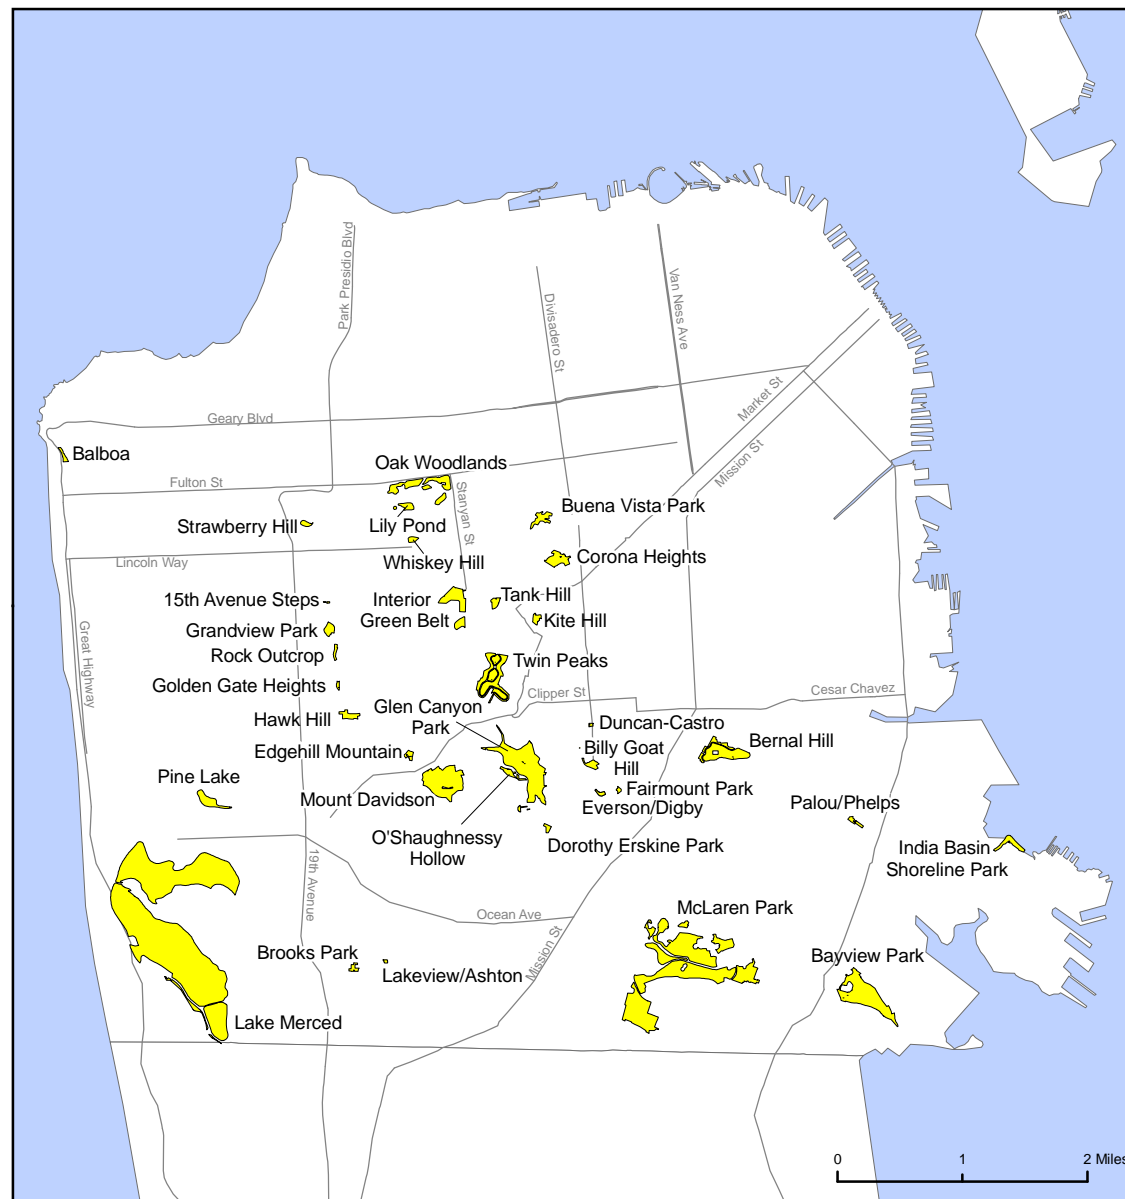 Park Presidio Blvd
Van Ness Ave
Divisadero St
Market St
Geary Blvd
Mission St
Balboa
Oak Woodlands
Fulton St
Stanyan St
Buena Vista Park
Strawberry Hill
Lily Pond
Corona Heights
Lincoln Way
Whiskey Hill
15th Avenue Steps
Interior
Green Belt
Tank Hill
Kite Hill
Grandview Park
Great Highway
Rock Outcrop
Twin Peaks
Golden Gate Heights
Clipper St
Cesar Chavez
Glen Canyon
Park
Hawk Hill
Duncan-Castro
Edgehill Mountain
Billy Goat
Hill
Bernal Hill
Pine Lake
Mount Davidson
Fairmount Park
Everson/Digby
Palou/Phelps
O'Shaughnessy
Hollow
Dorothy Erskine Park
India Basin
Shoreline Park
19th Avenue
Ocean Ave
Mission St
McLaren Park
Brooks Park
Lakeview/Ashton
Bayview Park
Lake Merced
0 1 2 Miles